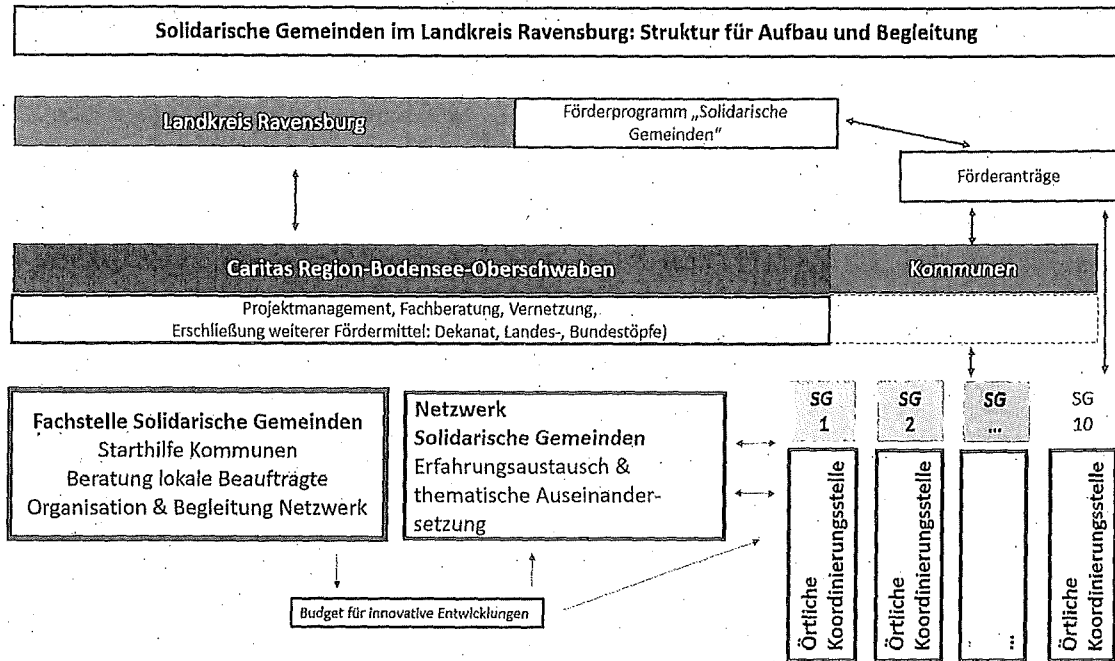 Solidarische Gemeinden im Landkreis Ravensburg: Struktur für Aufbau und Begleitung
Landkreis Ravensburg
Förderprogramm „Solidarische
Gemeinden“
Förderanträge
Caritas Region-Bodensee-Oberschwaben
Kommunen
Projektmanagement, Fachberatung, Vernetzung,
Erschließung weiterer Fördermittel: Dekanat, Landes-, Bundestöpfe)
Fachstelle Solidarische Gemeinden
Starthilfe Kommunen
Beratung lokale Beauftragte
Organisation & Begleitung Netzwerk
Netzwerk
Solidarische Gemeinden
Erfahrungsaustausch &
thematische Auseinander-
setzung
Budget für innovative Entwicklungen
SG
1
SG
2
SG
...
SG
10
Örtliche
Koordinierungsstelle
Örtliche
Koordinierungsstelle
...
Örtliche
Koordinierungsstelle